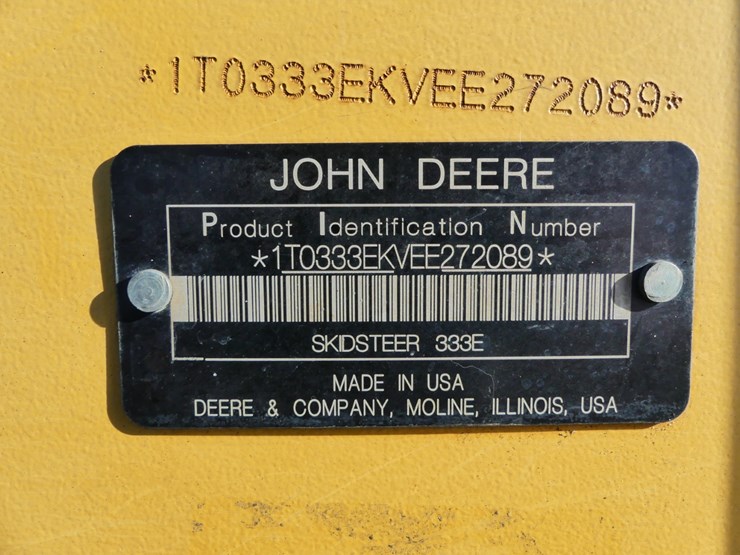 *1T0333EKVEE272089*
JOHN DEERE
Product Identification Number
*1T0333EKVEE272089*
SKIDSTEER 333E
MADE IN USA
DEERE & COMPANY, MOLINE, ILLINOIS, USA